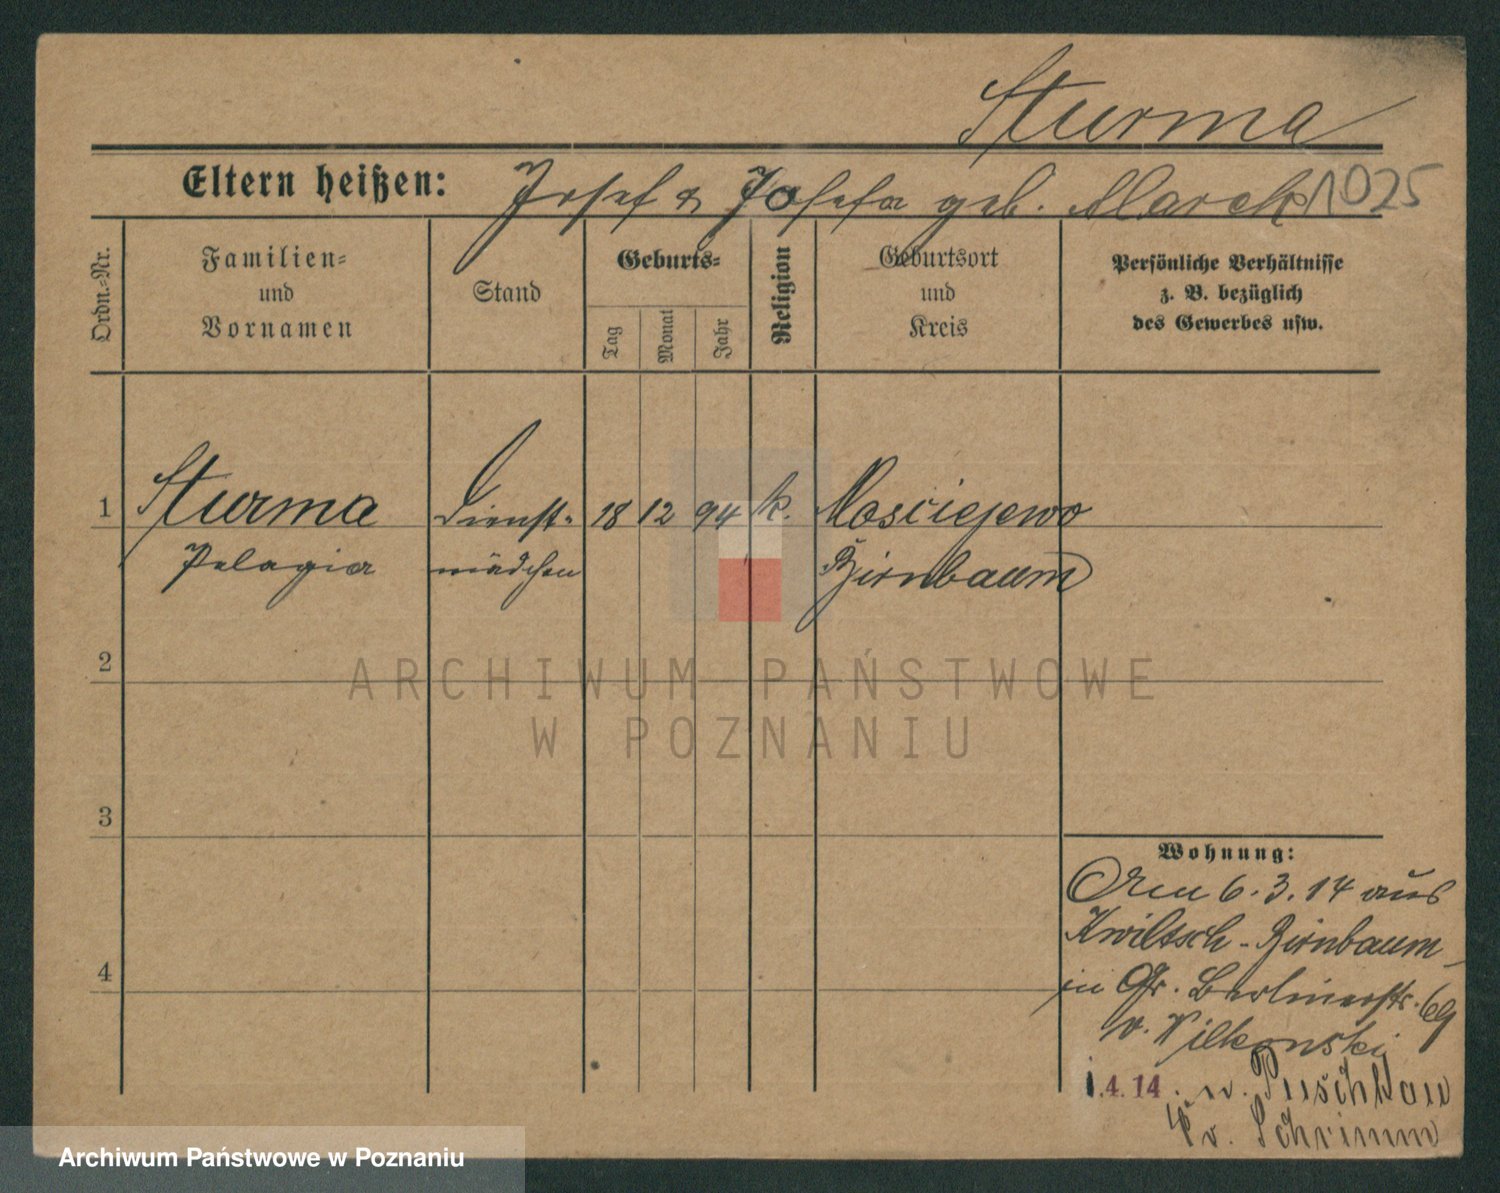 Sturma
Eltern heißen: Josef & Josefa geb. Marek 1025
Ordn.=Nr.
Familien=
und
Vornamen
Stand
Geburts=
Tag
Monat
Jahr
Religion
Geburtsort
und
Kreis
Persönliche Verhältnisse
z. B. bezüglich
des Gewerbes usw.
1 Sturma Dienst- 18 12 94 k. Mosciejewo
Pelagia mädchen Birnbaum
2
ARCHIWUM PAŃSTWOWE
W POZNANIU
3
Wohnung:
Am 6.3.14 aus
Kwiltsch - Birnbaum -
4
in Gr. Berlinerstr. 69
v. Wilkonski
1.4.14. n. Puschkau
Kr. Schrimm
Archiwum Państwowe w Poznaniu